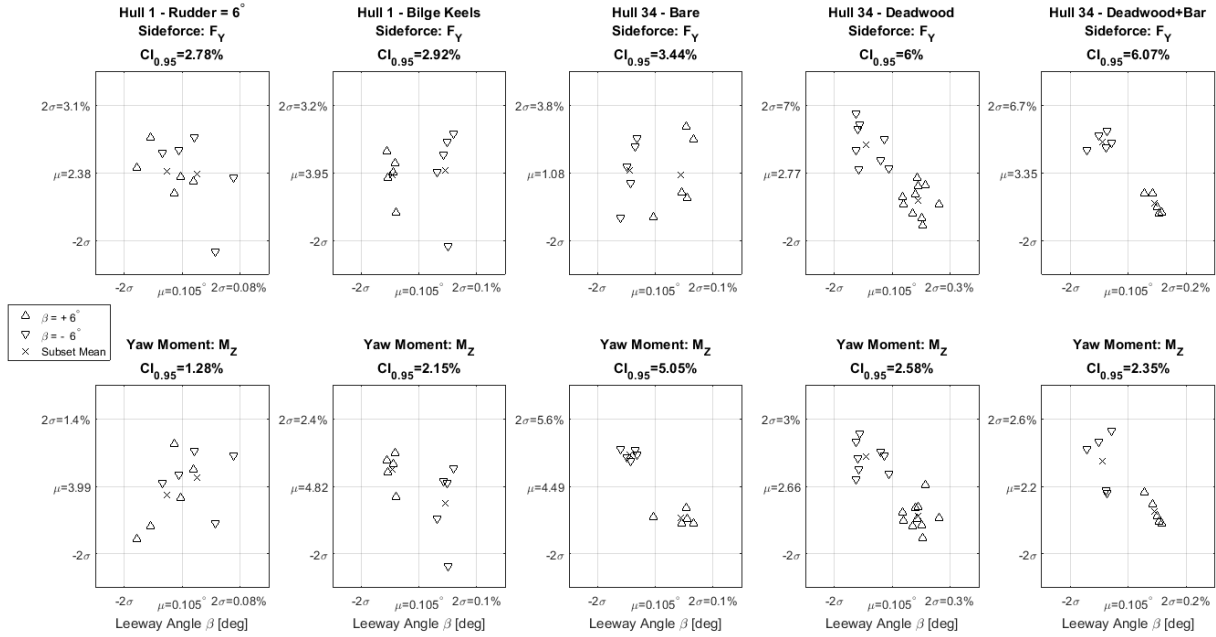 Hull 1 - Rudder = 6°
Sideforce: F_Y
CI_0.95=2.78%
2σ=3.1%
μ=2.38
-2σ
-2σ
μ=0.105°
2σ=0.08%
Hull 1 - Bilge Keels
Sideforce: F_Y
CI_0.95=2.92%
2σ=3.2%
μ=3.95
-2σ
-2σ
μ=0.105°
2σ=0.1%
Hull 34 - Bare
Sideforce: F_Y
CI_0.95=3.44%
2σ=3.8%
μ=1.08
-2σ
-2σ
μ=0.105°
2σ=0.1%
Hull 34 - Deadwood
Sideforce: F_Y
CI_0.95=6%
2σ=7%
μ=2.77
-2σ
-2σ
μ=0.105°
2σ=0.3%
Hull 34 - Deadwood+Bar
Sideforce: F_Y
CI_0.95=6.07%
2σ=6.7%
μ=3.35
-2σ
-2σ
μ=0.105°
2σ=0.2%
β = + 6°
β = - 6°
Subset Mean
Yaw Moment: M_Z
CI_0.95=1.28%
2σ=1.4%
μ=3.99
-2σ
-2σ
μ=0.105°
2σ=0.08%
Leeway Angle β [deg]
Yaw Moment: M_Z
CI_0.95=2.15%
2σ=2.4%
μ=4.82
-2σ
-2σ
μ=0.105°
2σ=0.1%
Leeway Angle β [deg]
Yaw Moment: M_Z
CI_0.95=5.05%
2σ=5.6%
μ=4.49
-2σ
-2σ
μ=0.105°
2σ=0.1%
Leeway Angle β [deg]
Yaw Moment: M_Z
CI_0.95=2.58%
2σ=3%
μ=2.66
-2σ
-2σ
μ=0.105°
2σ=0.3%
Leeway Angle β [deg]
Yaw Moment: M_Z
CI_0.95=2.35%
2σ=2.6%
μ=2.2
-2σ
-2σ
μ=0.105°
2σ=0.2%
Leeway Angle β [deg]